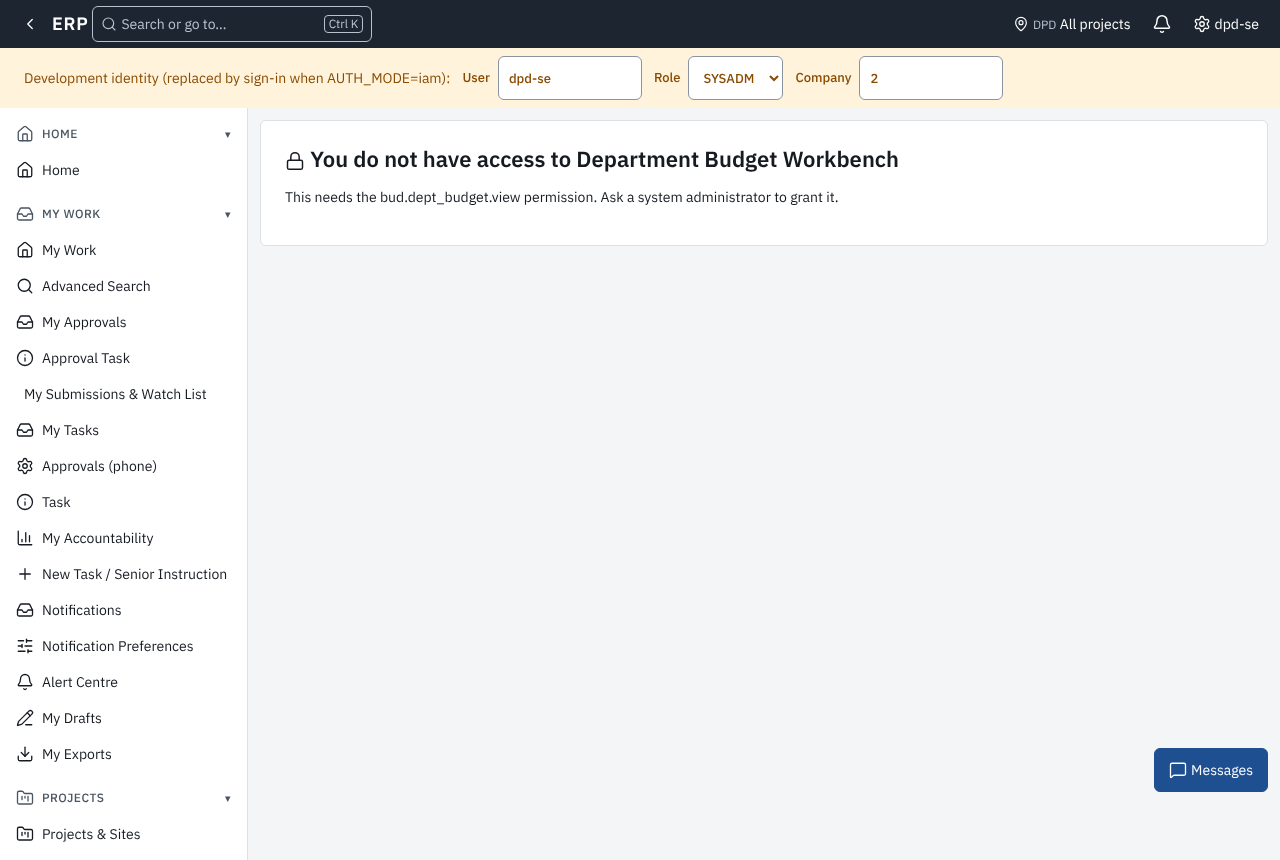 ERP
Search or go to...
Ctrl K
DPD All projects
dpd-se
Development identity (replaced by sign-in when AUTH_MODE=iam):
User
dpd-se
Role
SYSADM
Company
2
HOME
Home
MY WORK
My Work
Advanced Search
My Approvals
Approval Task
My Submissions & Watch List
My Tasks
Approvals (phone)
Task
My Accountability
New Task / Senior Instruction
Notifications
Notification Preferences
Alert Centre
My Drafts
My Exports
PROJECTS
Projects & Sites
You do not have access to Department Budget Workbench
This needs the bud.dept_budget.view permission. Ask a system administrator to grant it.
Messages